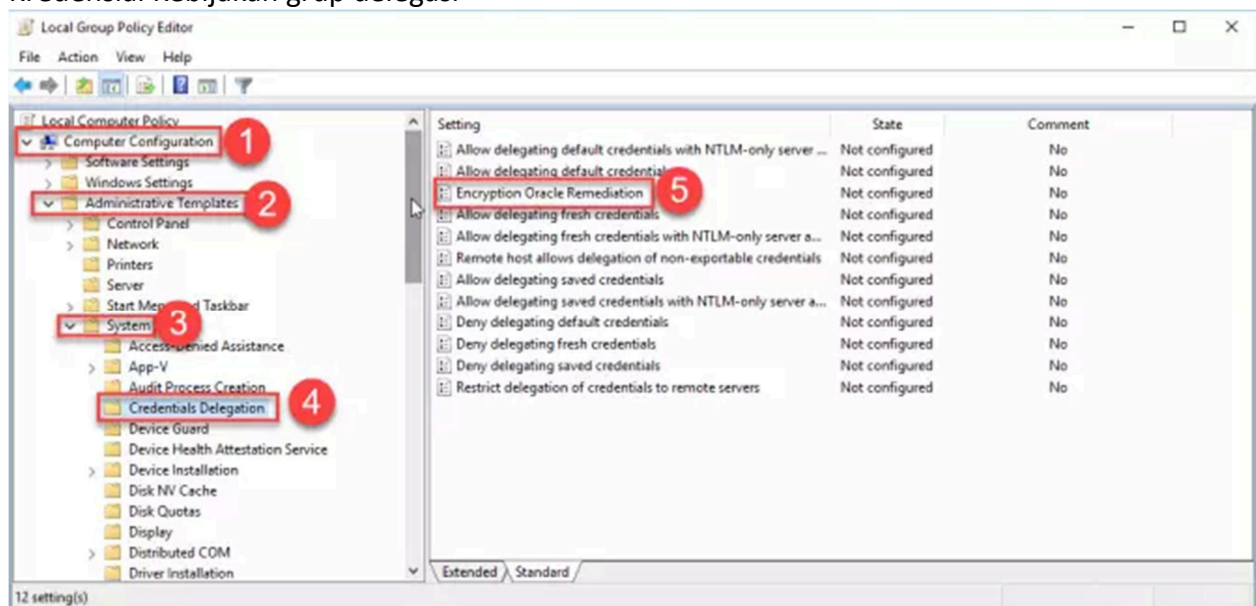 Kredensial Kebijakan grup delegasi
Local Group Policy Editor
File Action View Help
Local Computer Policy
Computer Configuration 1
Software Settings
Windows Settings
Administrative Templates 2
Control Panel
Network
Printers
Server
Start Menu and Taskbar
System 3
Access-Denied Assistance
App-V
Audit Process Creation
Credentials Delegation 4
Device Guard
Device Health Attestation Service
Device Installation
Disk NV Cache
Disk Quotas
Display
Distributed COM
Driver Installation
Setting State Comment
Allow delegating default credentials with NTLM-only server ... Not configured No
Allow delegating default credentials Not configured No
Encryption Oracle Remediation 5 Not configured No
Allow delegating fresh credentials Not configured No
Allow delegating fresh credentials with NTLM-only server a... Not configured No
Remote host allows delegation of non-exportable credentials Not configured No
Allow delegating saved credentials Not configured No
Allow delegating saved credentials with NTLM-only server a... Not configured No
Deny delegating default credentials Not configured No
Deny delegating fresh credentials Not configured No
Deny delegating saved credentials Not configured No
Restrict delegation of credentials to remote servers Not configured No
Extended Standard
12 setting(s)